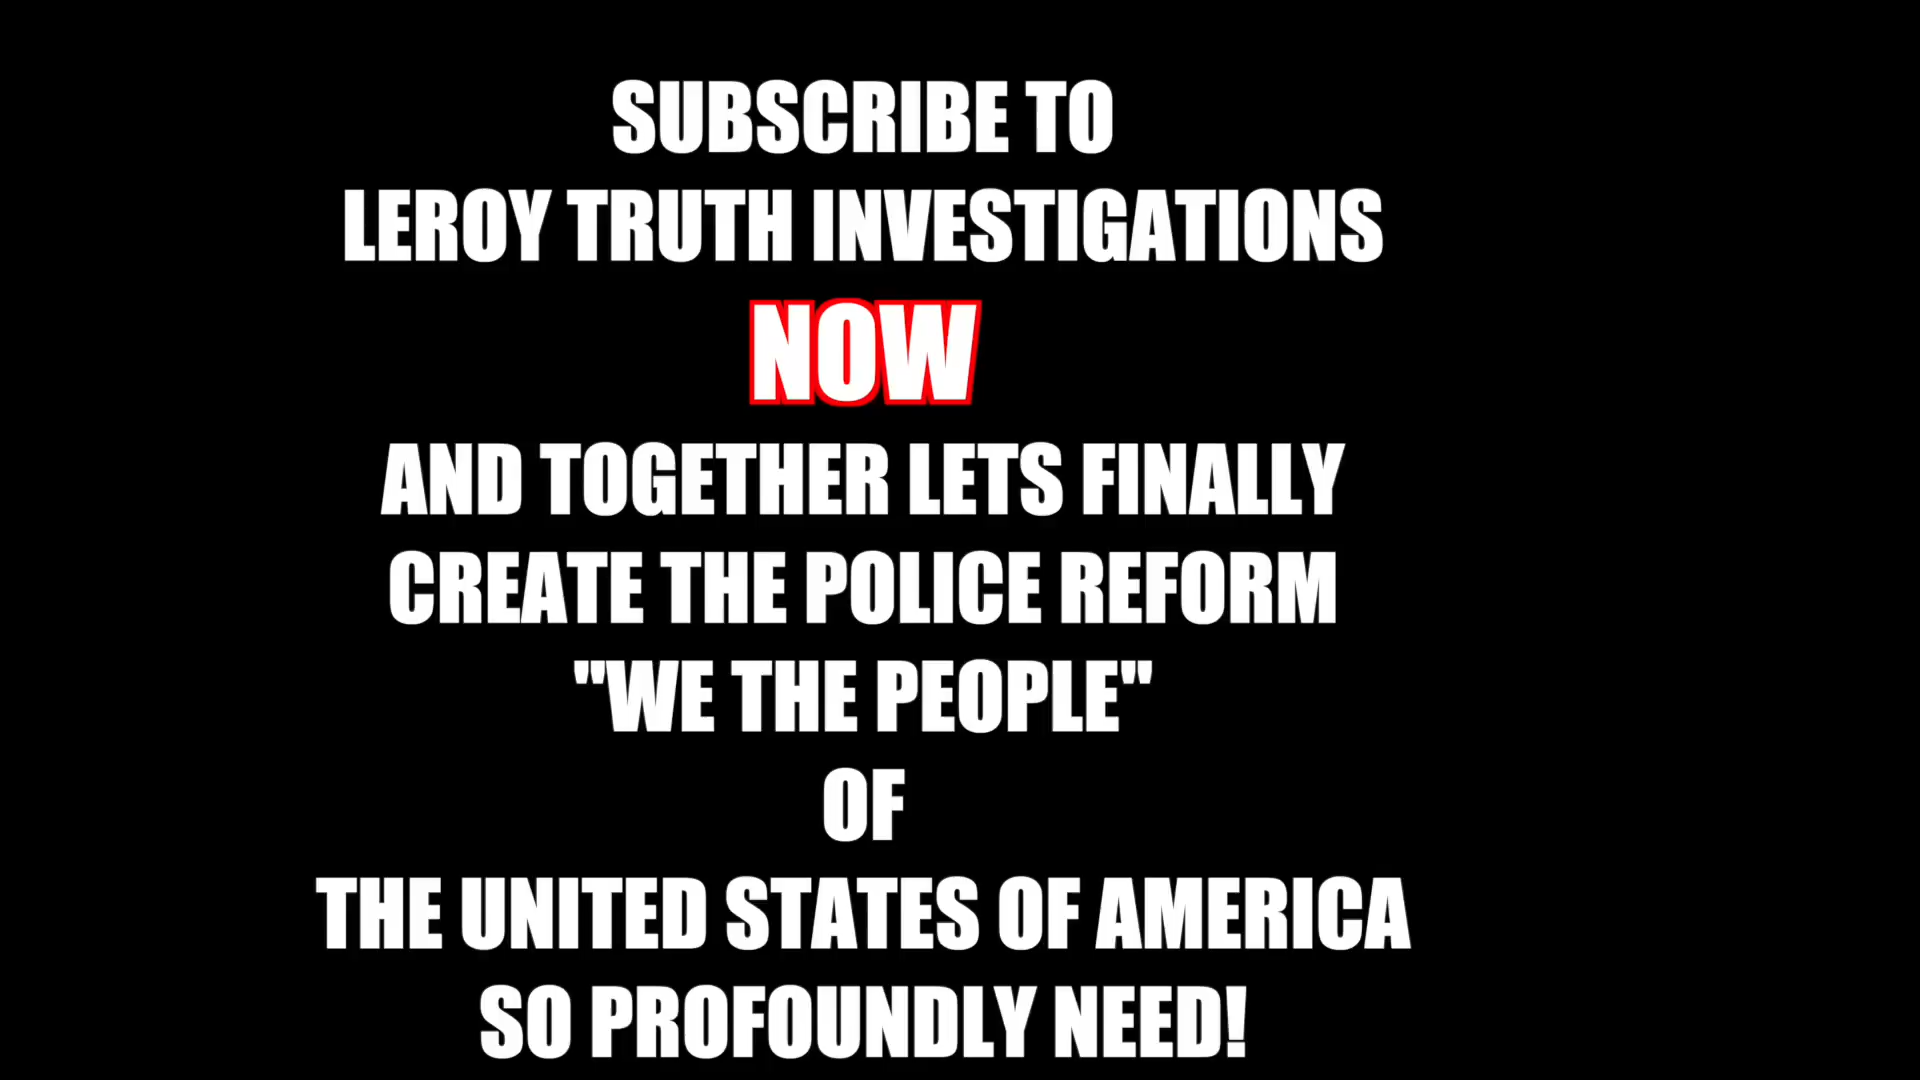 SUBSCRIBE TO
LEROY TRUTH INVESTIGATIONS
NOW
AND TOGETHER LETS FINALLY
CREATE THE POLICE REFORM
"WE THE PEOPLE"
OF
THE UNITED STATES OF AMERICA
SO PROFOUNDLY NEED!